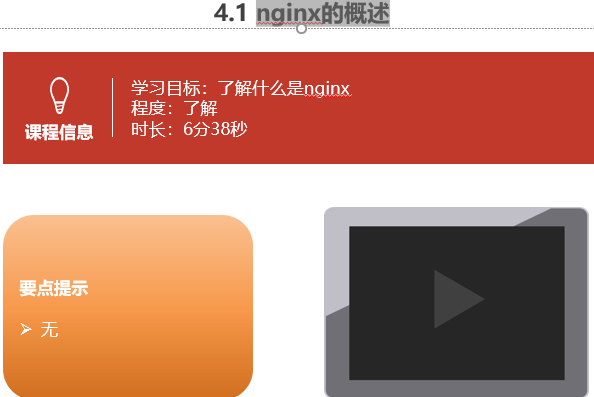 4.1 nginx的概述
课程信息
学习目标：了解什么是nginx
程度：了解
时长：6分38秒
要点提示
➢ 无